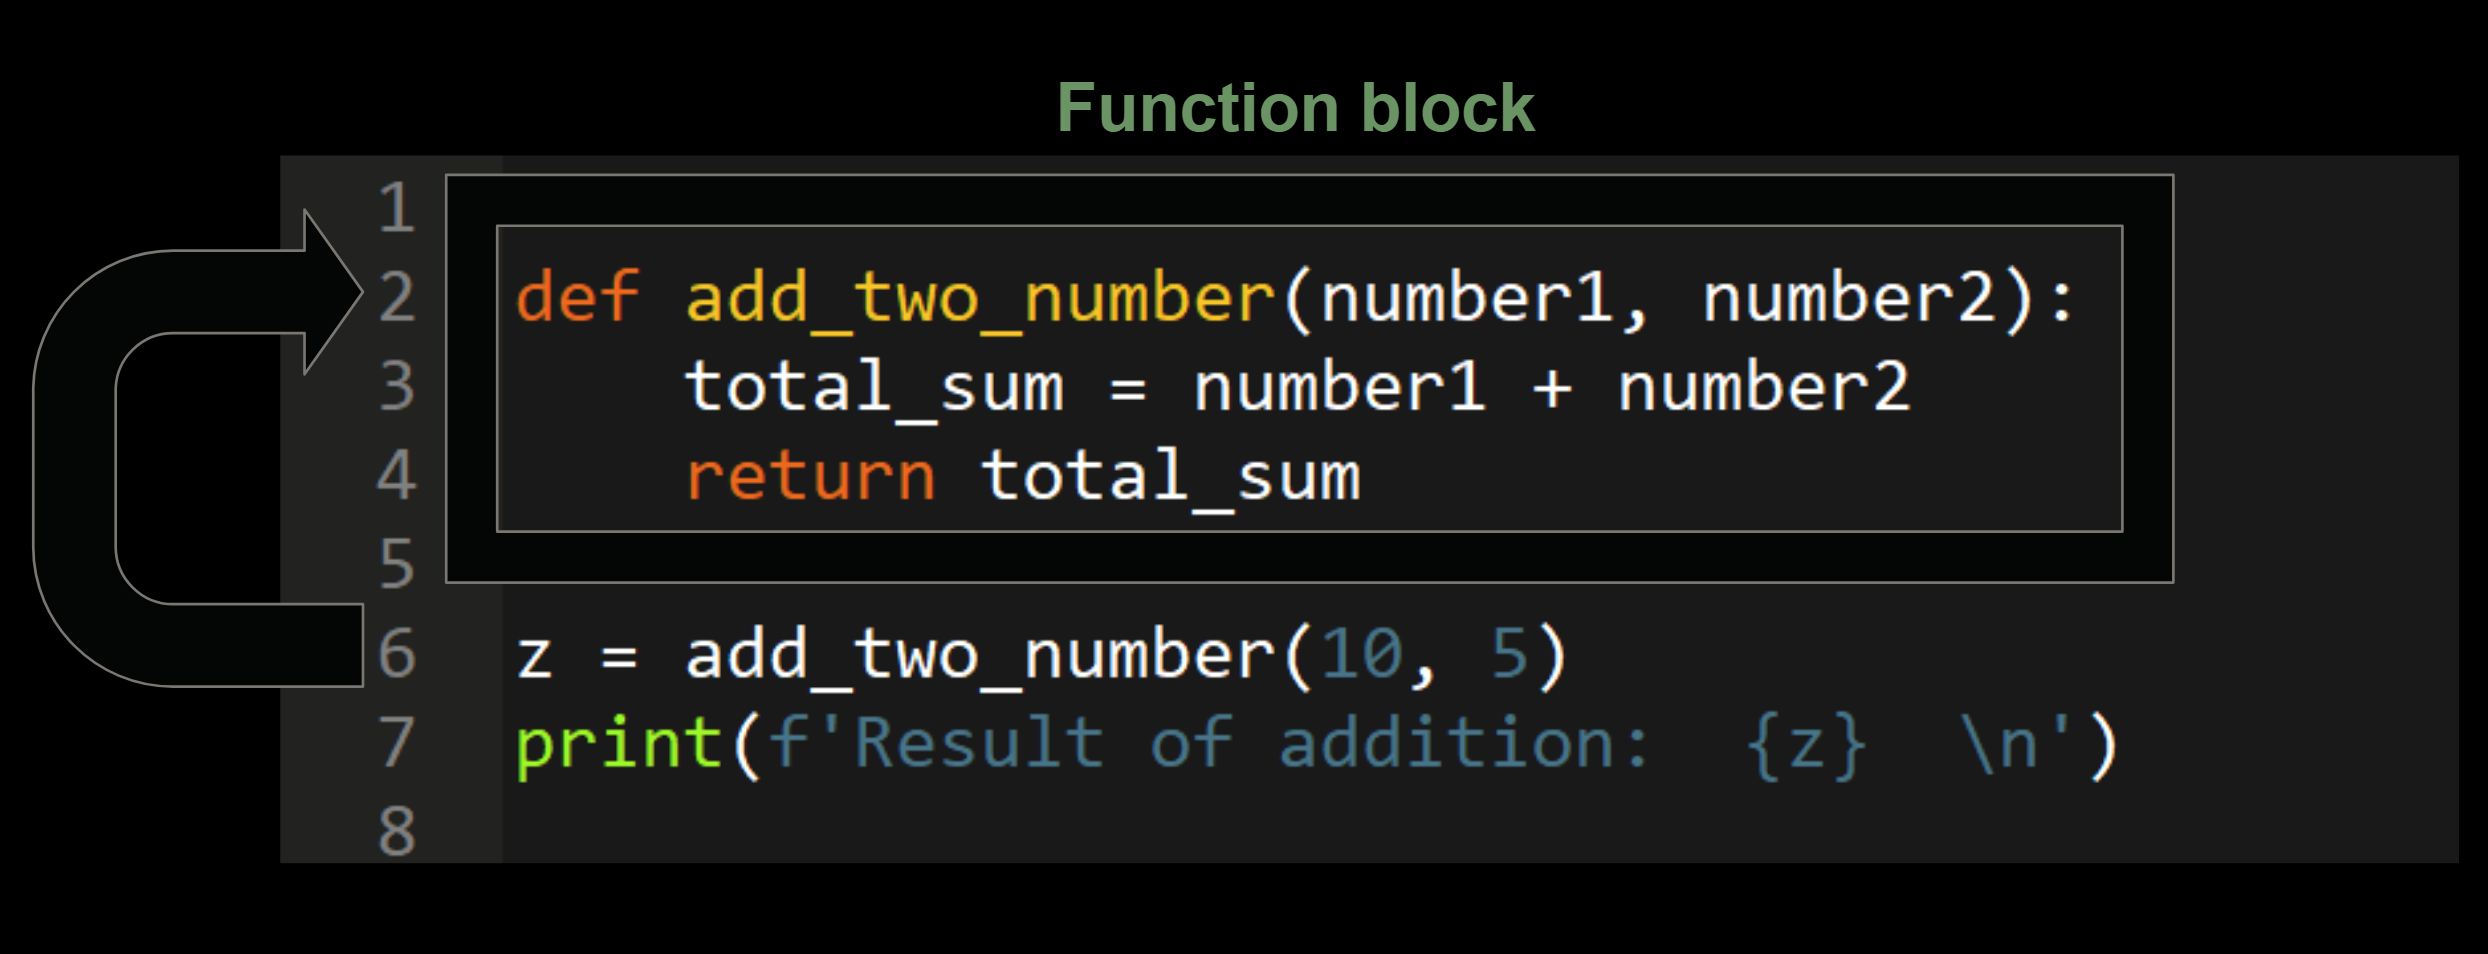 Function block
1
2 def add_two_number(number1, number2):
3     total_sum = number1 + number2
4     return total_sum
5
6 z = add_two_number(10, 5)
7 print(f'Result of addition:  {z}  \n')
8